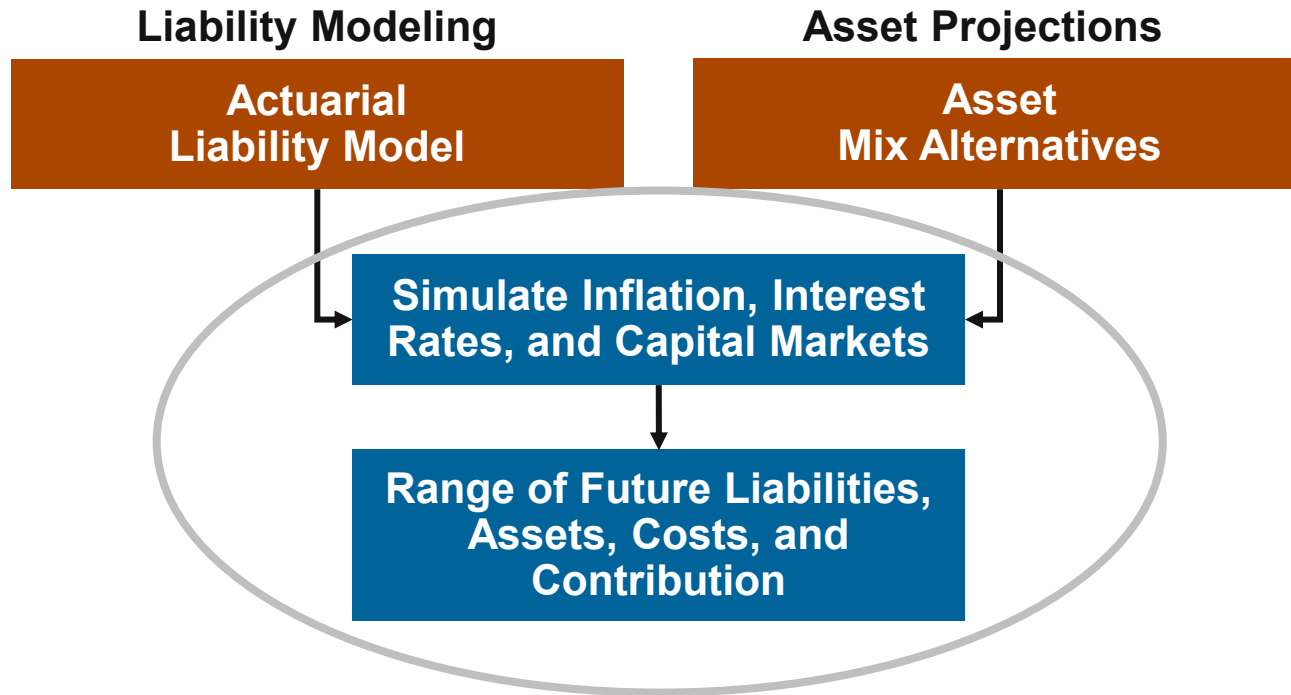 Liability Modeling
Asset Projections
Actuarial
Liability Model
Asset
Mix Alternatives
Simulate Inflation, Interest
Rates, and Capital Markets
Range of Future Liabilities,
Assets, Costs, and
Contribution